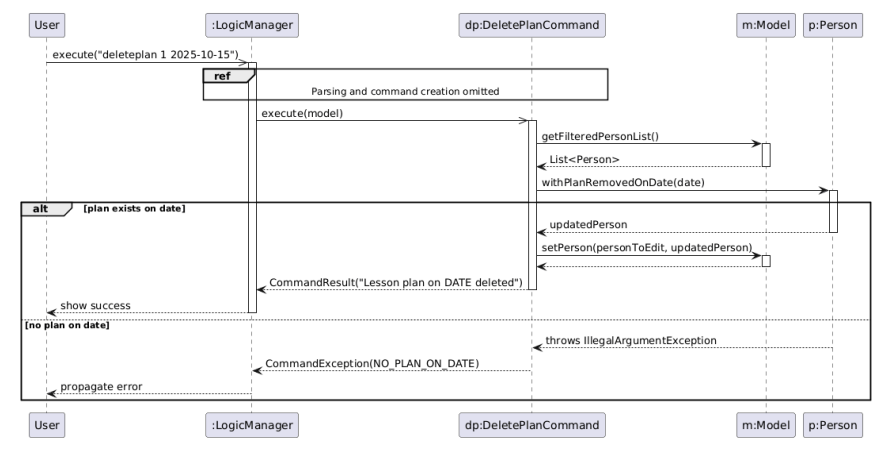 User
:LogicManager
dp:DeletePlanCommand
m:Model
p:Person
execute("deleteplan 1 2025-10-15")
ref
Parsing and command creation omitted
execute(model)
getFilteredPersonList()
List<Person>
withPlanRemovedOnDate(date)
alt [plan exists on date]
updatedPerson
setPerson(personToEdit, updatedPerson)
CommandResult("Lesson plan on DATE deleted")
show success
[no plan on date]
throws IllegalArgumentException
CommandException(NO_PLAN_ON_DATE)
propagate error
User
:LogicManager
dp:DeletePlanCommand
m:Model
p:Person